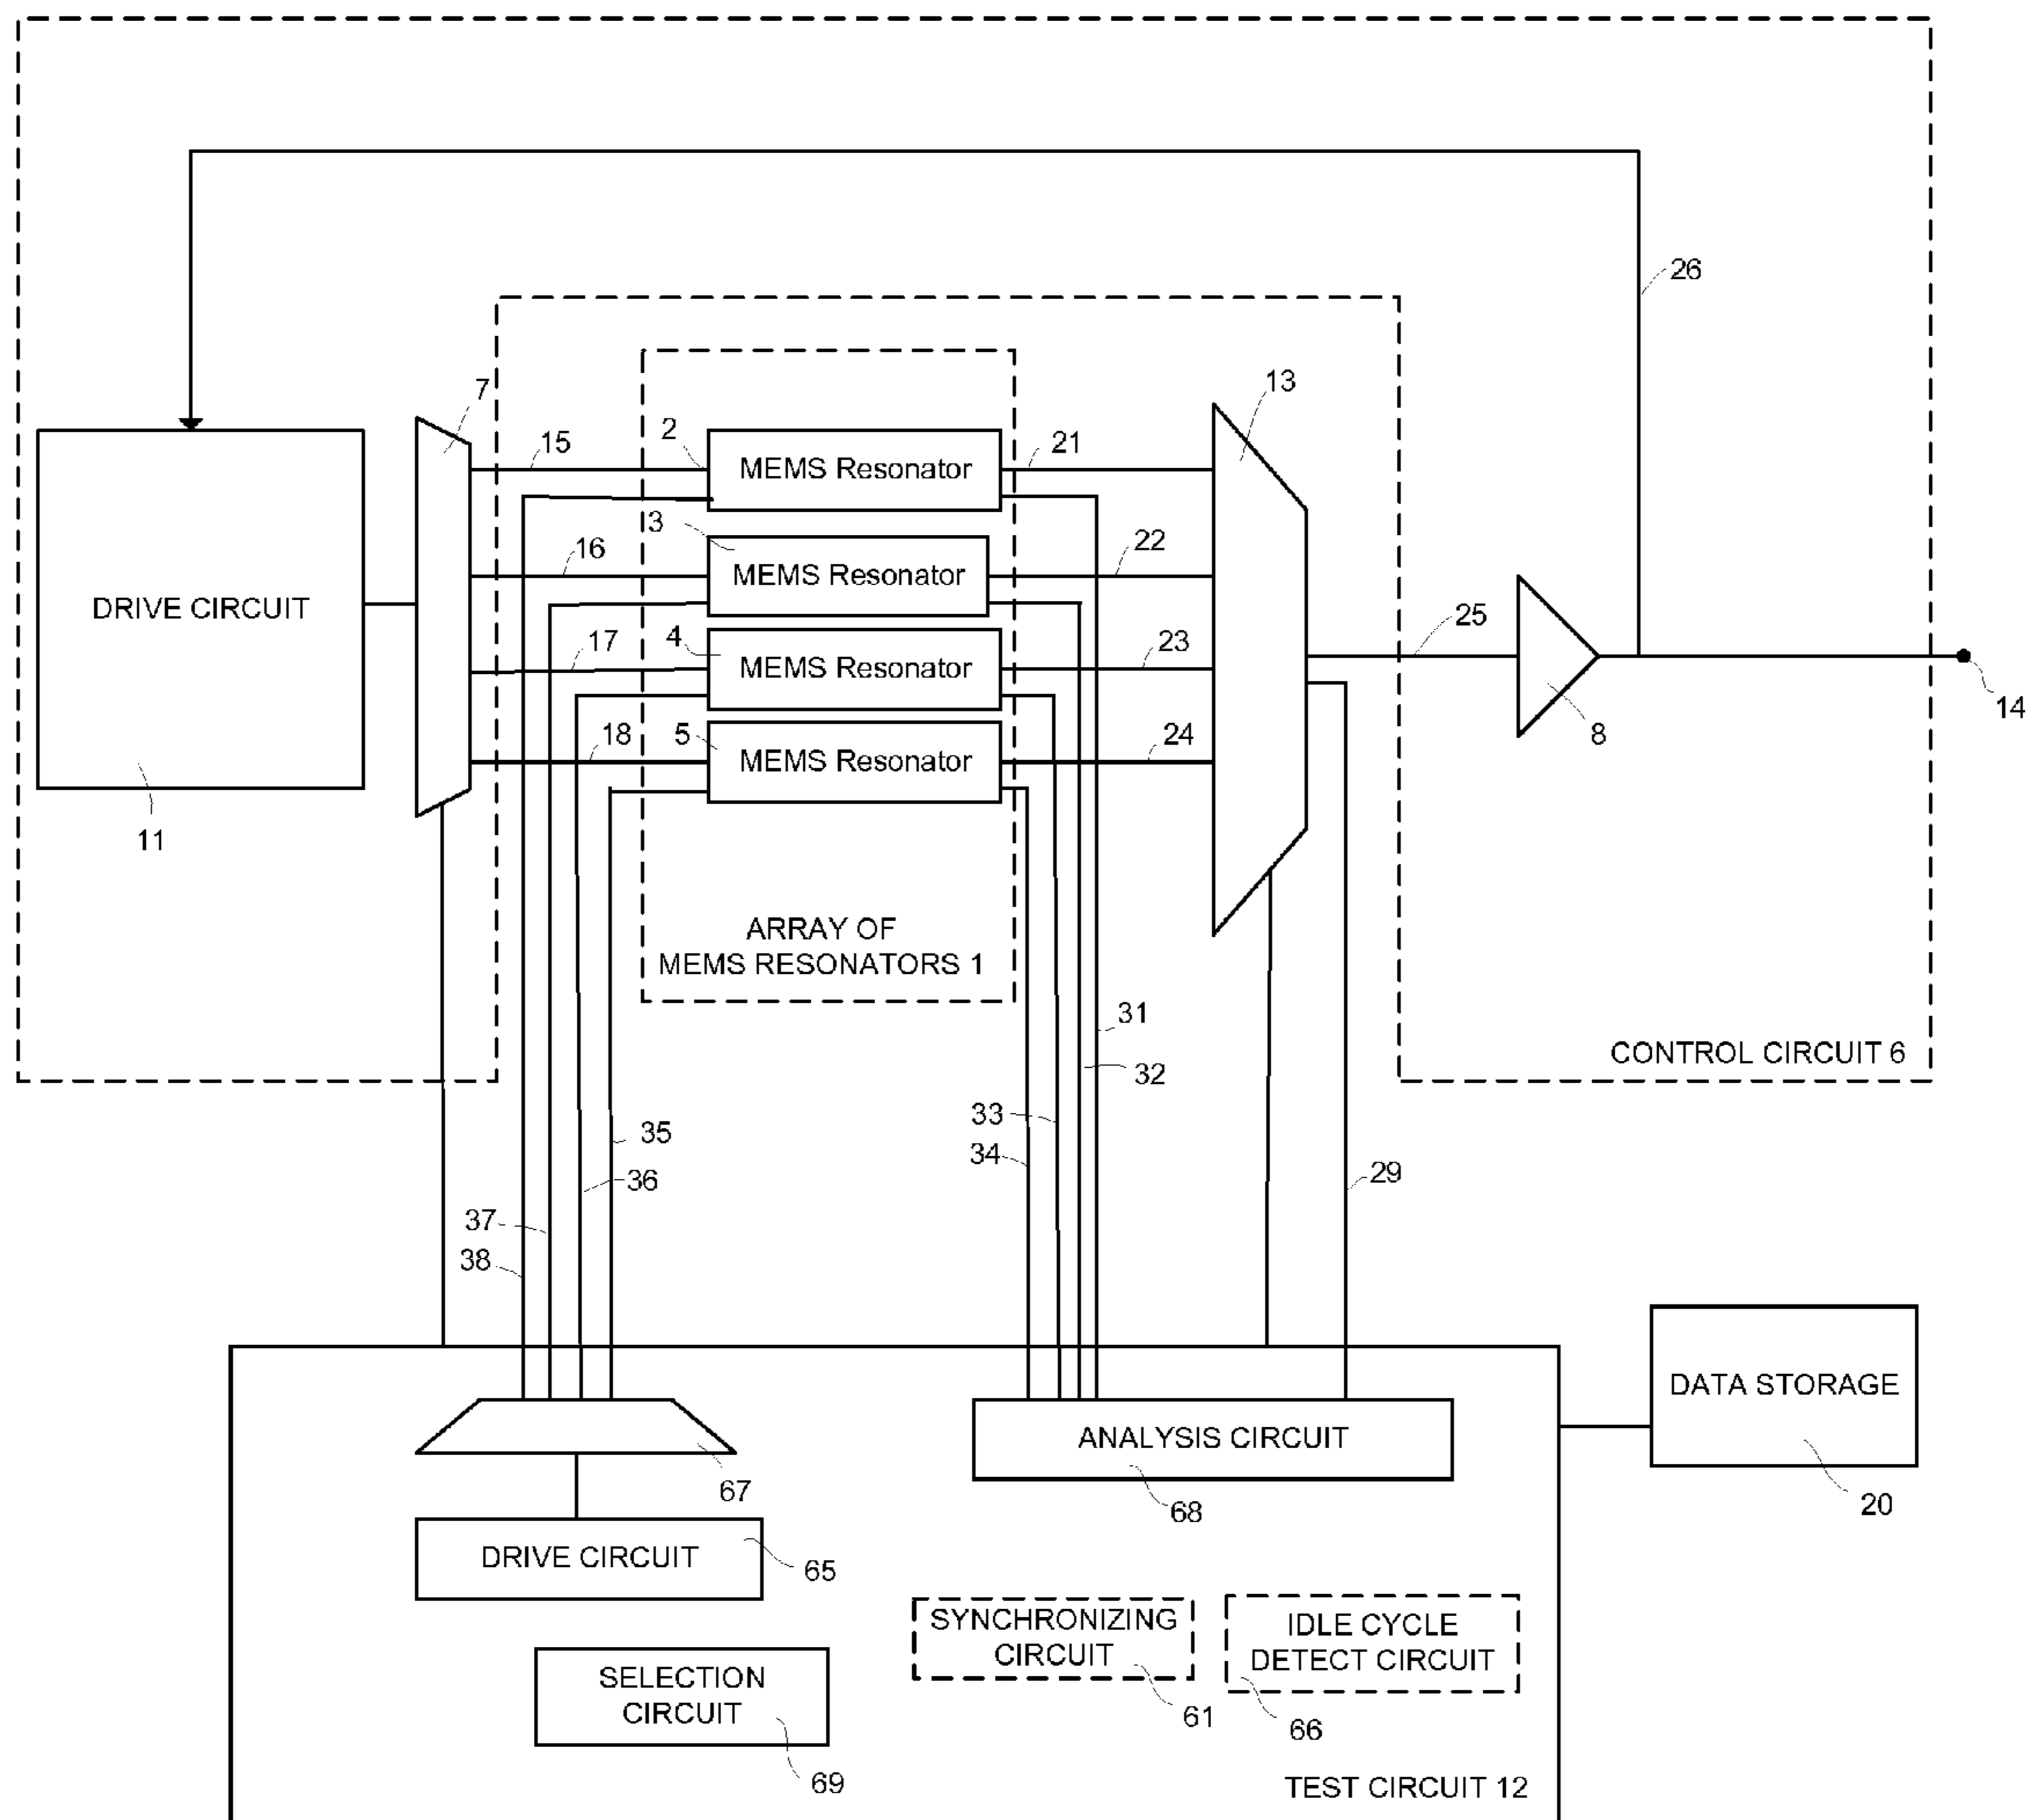 26
7
13
15
2
MEMS Resonator
21
3
16
MEMS Resonator
22
DRIVE CIRCUIT
17
4
MEMS Resonator
23
25
14
18
5
MEMS Resonator
24
8
11
ARRAY OF
MEMS RESONATORS 1
31
CONTROL CIRCUIT 6
32
33
35
34
36
29
37
38
DATA STORAGE
ANALYSIS CIRCUIT
67
68
20
DRIVE CIRCUIT
65
SYNCHRONIZING
CIRCUIT
IDLE CYCLE
DETECT CIRCUIT
SELECTION
CIRCUIT
61
66
69
TEST CIRCUIT 12